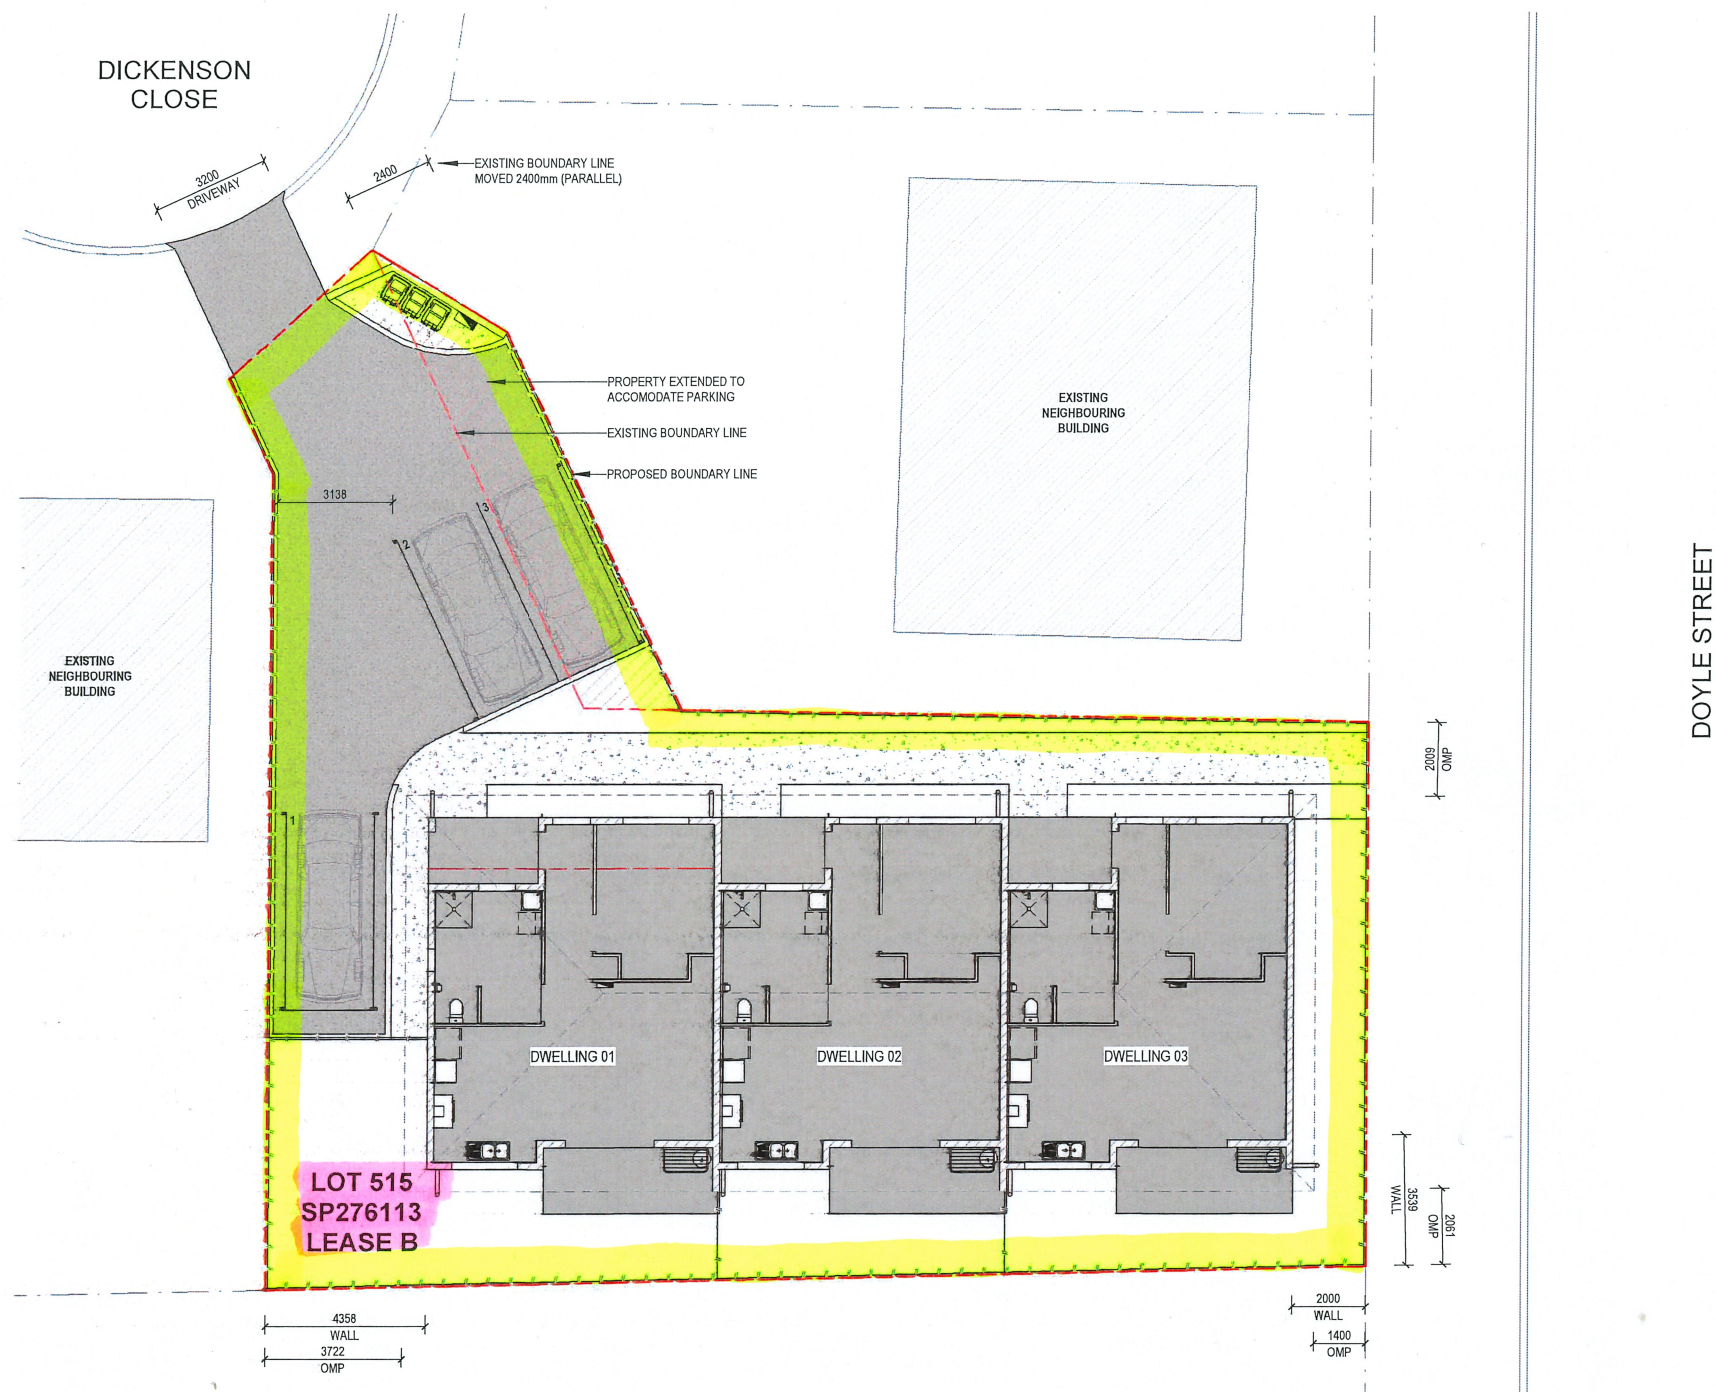 DICKENSON
CLOSE
3200
DRIVEWAY
2400
EXISTING BOUNDARY LINE
MOVED 2400mm (PARALLEL)
PROPERTY EXTENDED TO
ACCOMODATE PARKING
EXISTING BOUNDARY LINE
PROPOSED BOUNDARY LINE
EXISTING
NEIGHBOURING
BUILDING
3138
3
2
EXISTING
NEIGHBOURING
BUILDING
DOYLE STREET
2009
OMP
1
DWELLING 01
DWELLING 02
DWELLING 03
LOT 515
SP276113
LEASE B
3539
WALL
2061
OMP
4358
WALL
3722
OMP
2000
WALL
1400
OMP